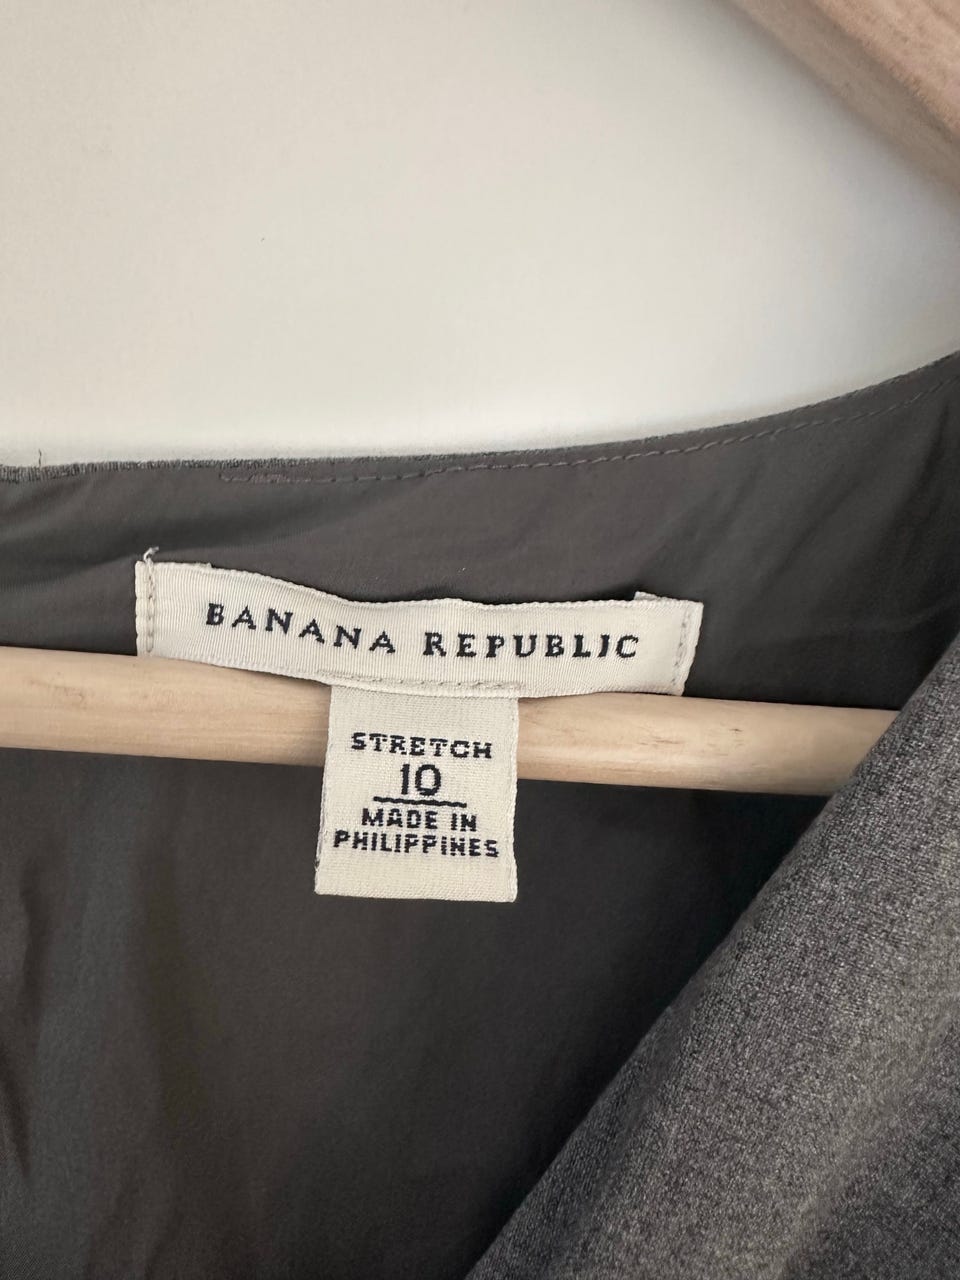 BANANA REPUBLIC
STRETCH
10
MADE IN
PHILIPPINES